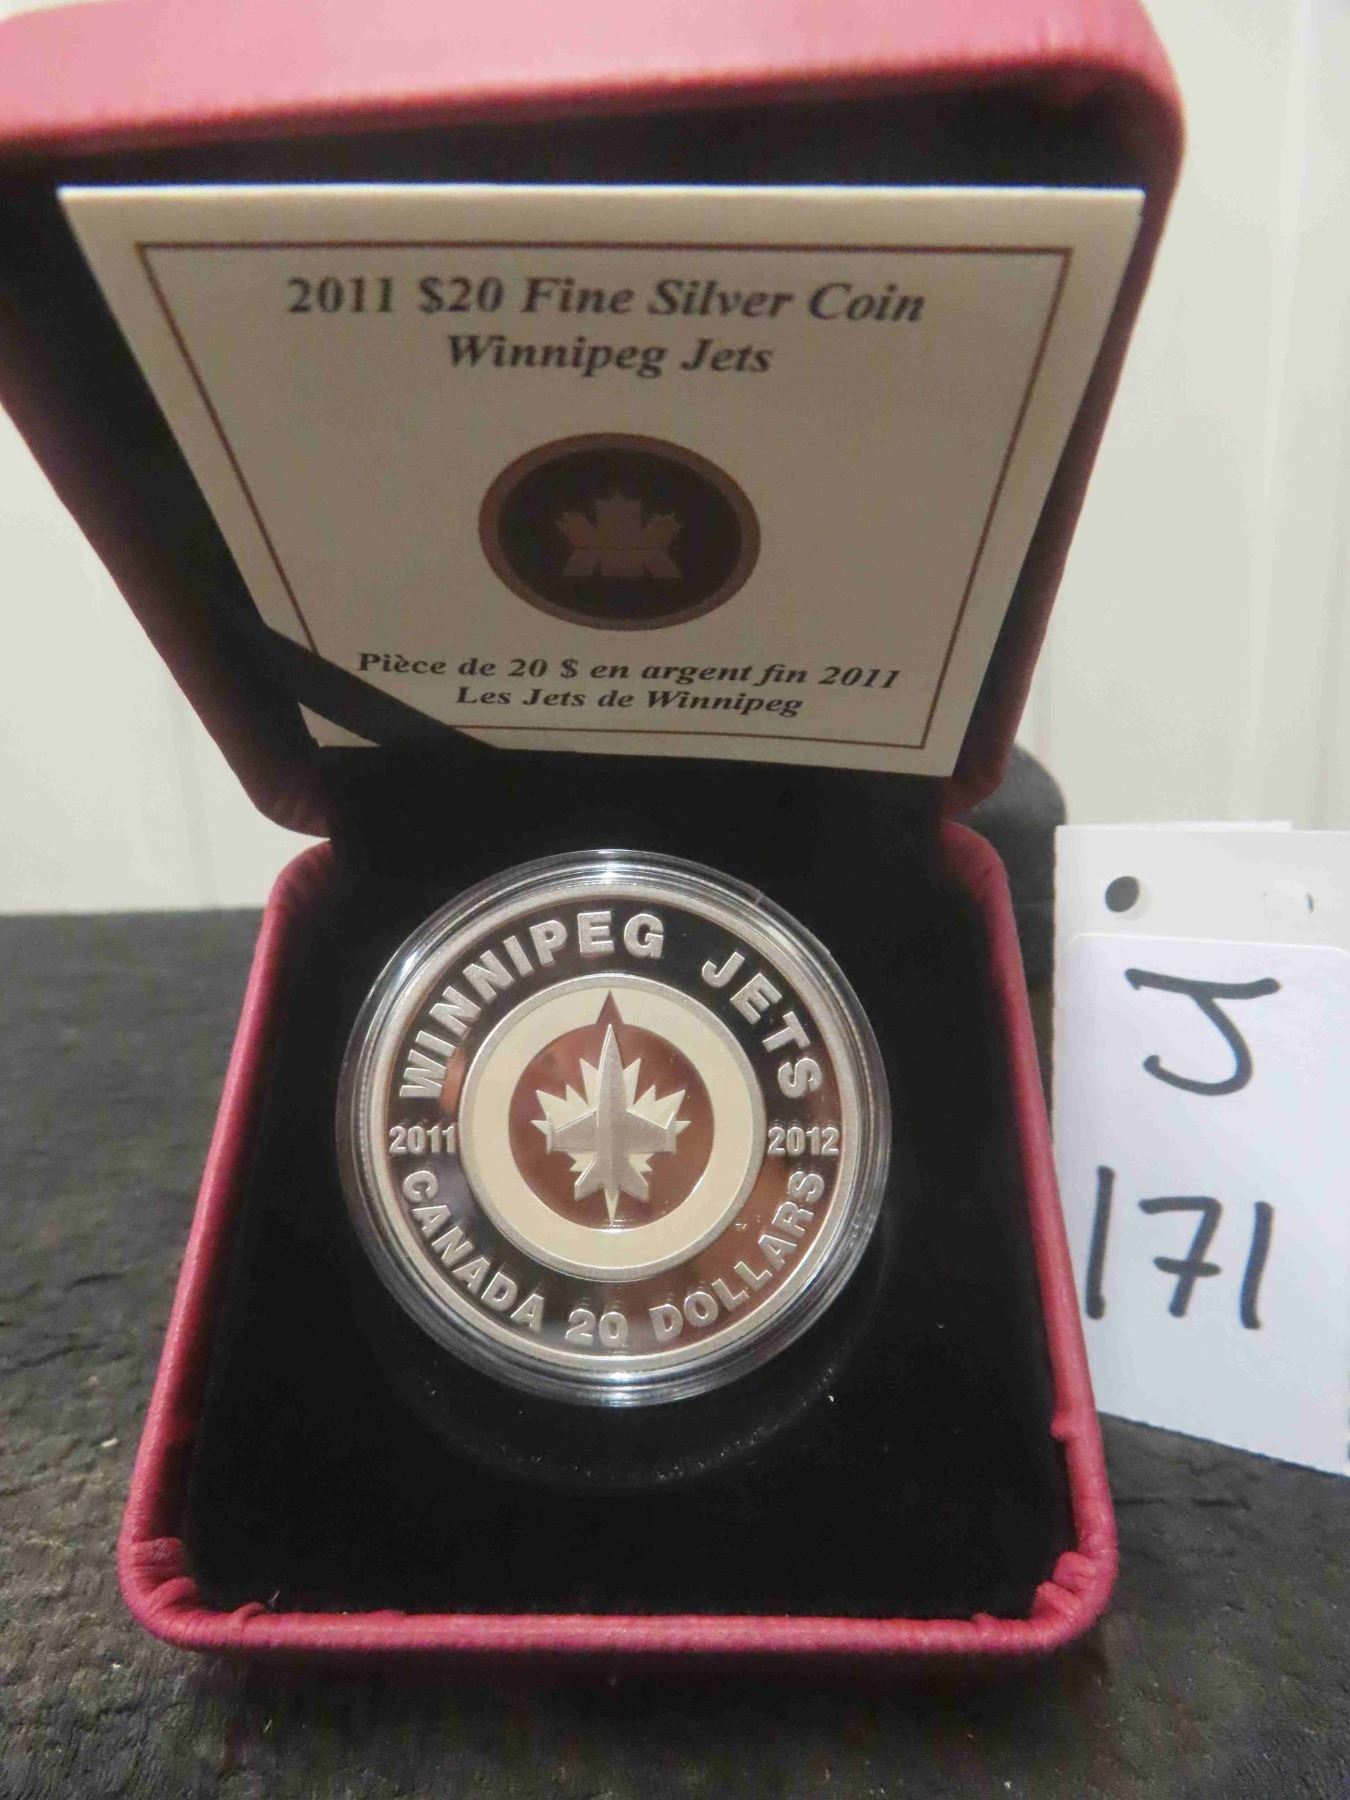 2011 $20 Fine Silver Coin
Winnipeg Jets
Pièce de 20 $ en argent fin 2011
Les Jets de Winnipeg
WINNIPEG JETS
2011 2012
CANADA 20 DOLLARS
J
171